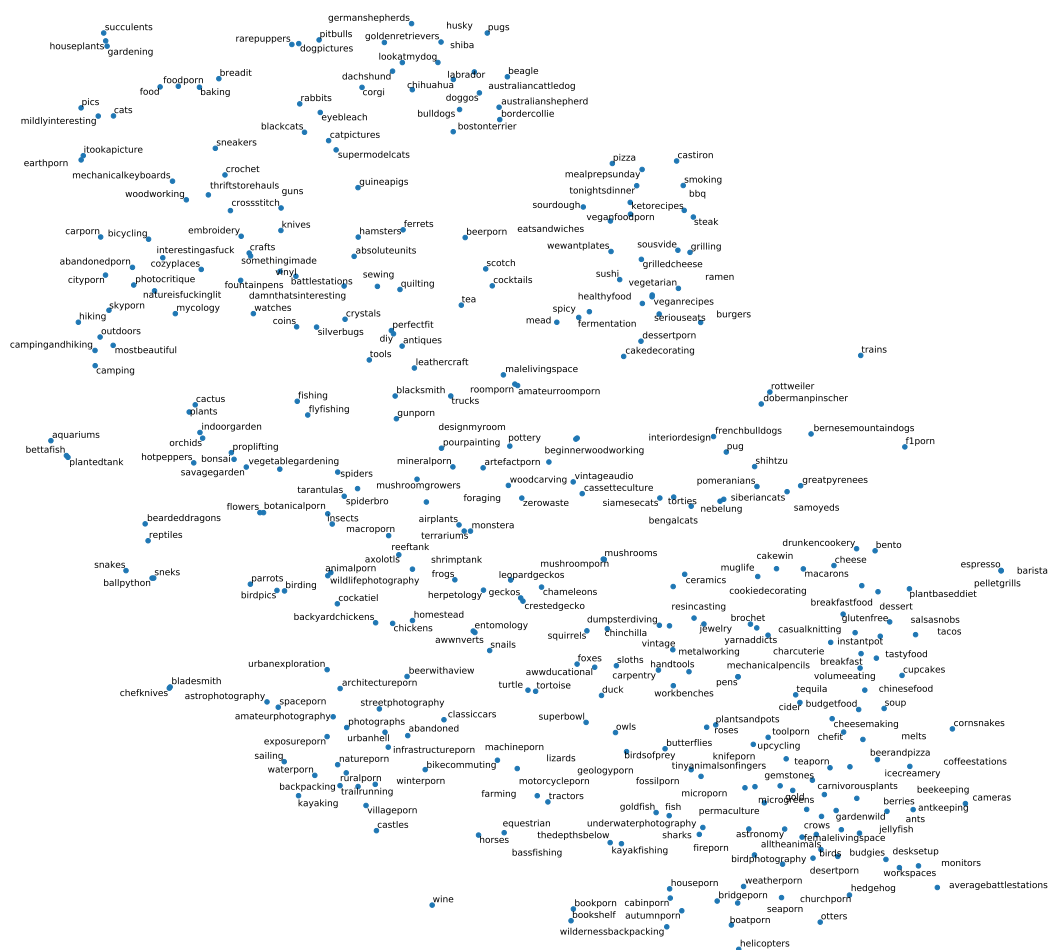 succulents
houseplants
gardening
germanshepherds
husky
pugs
rarepuppers
pitbulls
goldenretrievers
dogpictures
shiba
lookatmydog
foodporn
breadit
food
baking
dachshund
corgi
chihuahua
labrador
beagle
doggos
australiancattledog
pics
cats
mildlyinteresting
rabbits
eyebleach
bulldogs
australianshepherd
bordercollie
blackcats
bostonterrier
catpictures
supermodelcats
sneakers
itookapicture
earthporn
mechanicalkeyboards
crochet
thriftstorehauls
woodworking
guns
guineapigs
crossstitch
pizza
castiron
mealprepsunday
smoking
tonightsdinner
bbq
sourdough
ketorecipes
veganfoodporn
steak
eatsandwiches
carporn
bicycling
embroidery
knives
hamsters
ferrets
beerporn
interestingasfuck
crafts
absoluteunits
wewantplates
sousvide
grilling
abandonedporn
cozyplaces
somethingimade
grilledcheese
cityporn
photocritique
vinyl
fountainpens
battlestations
sewing
quilting
scotch
cocktails
sushi
vegetarian
ramen
natureisfuckinglit
damnthatsinteresting
healthyfood
veganrecipes
skyporn
mycology
watches
crystals
tea
spicy
seriouseats
burgers
hiking
coins
silverbugs
mead
fermentation
outdoors
perfectfit
diy
antiques
dessertporn
campingandhiking
mostbeautiful
tools
cakedecorating
trains
camping
leathercraft
malelivingspace
roomporn
amateurroomporn
rottweiler
dobermanpinscher
cactus
plants
fishing
flyfishing
blacksmith
trucks
gunporn
indoorgarden
orchids
designmyroom
pourpainting
pottery
beginnerwoodworking
interiordesign
frenchbulldogs
bernesemountaindogs
f1porn
aquariums
bettafish
plantedtank
hotpeppers
bonsai
proplifting
savagegarden
vegetablegardening
pug
shihtzu
spiders
mineralporn
artefactporn
tarantulas
mushroomgrowers
woodcarving
vintageaudio
cassetteculture
pomeranians
greatpyrenees
spiderbro
foraging
zerowaste
siamesecats
torties
siberiancats
nebelung
samoyeds
flowers
botanicalporn
insects
bengalcats
beardeddragons
macroporn
airplants
monstera
terrariums
reptiles
reeftank
drunkencookery
bento
axolotls
shrimptank
mushroomporn
mushrooms
cakewin
cheese
espresso
barista
snakes
sneks
ballpython
parrots
birding
birdpics
animalporn
wildlifephotography
frogs
leopardgeckos
muglife
macarons
pelletgrills
herpetology
geckos
chameleons
ceramics
cookiedecorating
plantbaseddiet
cockatiel
crestedgecko
breakfastfood
dessert
backyardchickens
homestead
chickens
entomology
awwnverts
dumpsterdiving
resincasting
brochet
glutenfree
salsasnobs
squirrels
chinchilla
jewelry
casualknitting
tacos
snails
vintage
yarnaddicts
instantpot
metalworking
charcuterie
tastyfood
urbanexploration
beerwithaview
foxes
sloths
handtools
mechanicalpencils
breakfast
awwducational
carpentry
volumeeating
cupcakes
bladesmith
chefknives
architectureporn
turtle
tortoise
duck
workbenches
pens
tequila
chinesefood
astrophotography
spaceporn
streetphotography
cider
budgetfood
soup
amateurphotography
classiccars
superbowl
plantsandpots
cheesemaking
photographs
urbanhell
abandoned
owls
roses
toolporn
chefit
melts
cornsnakes
exposureporn
infrastructureporn
machineporn
birdsofprey
butterflies
upcycling
beerandpizza
sailing
natureporn
lizards
knifeporn
teaporn
coffeestations
waterporn
bikecommuting
geologyporn
tinyanimalsonfingers
icecreamery
backpacking
ruralporn
winterporn
motorcycleporn
fossilporn
gemstones
trailrunning
microporn
carnivorousplants
beekeeping
kayaking
farming
tractors
gold
microgreens
berries
cameras
villageporn
goldfish
fish
permaculture
gardenwild
antkeeping
castles
equestrian
underwaterphotography
crows
ants
horses
thedepthsbelow
sharks
astronomy
femalelivingspace
jellyfish
bassfishing
kayakfishing
fireporn
alltheanimals
birdphotography
birds
budgies
desksetup
desertporn
monitors
workspaces
houseporn
weatherporn
hedgehog
averagebattlestations
wine
bookporn
cabinporn
bridgeporn
churchporn
bookshelf
autumnporn
seaporn
otters
wildernessbackpacking
boatporn
helicopters